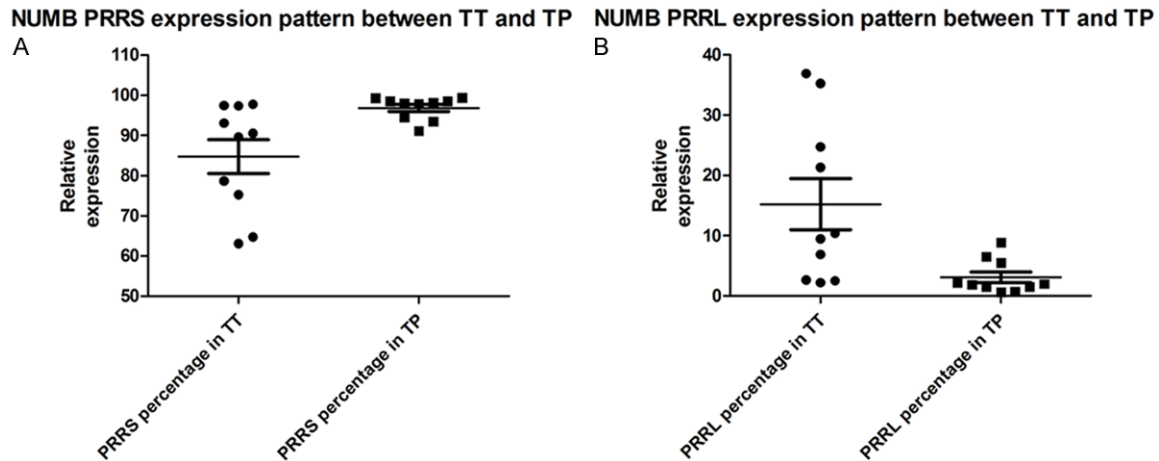 NUMB PRRS expression pattern between TT and TP
A
110
100
90
80
70
60
50
Relative
expression
PRRS percentage in TT
PRRS percentage in TP
NUMB PRRL expression pattern between TT and TP
B
40
30
20
10
0
Relative
expression
PRRL percentage in TT
PRRL percentage in TP